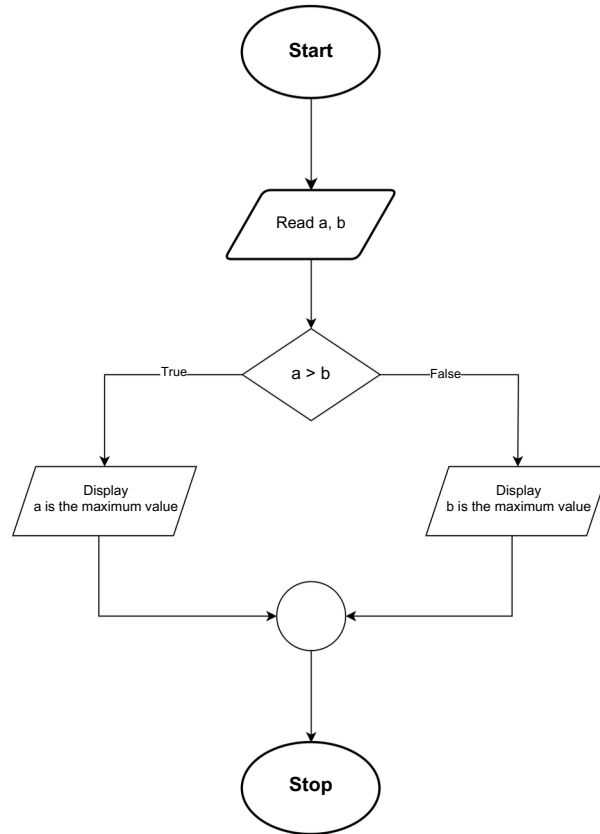 Start
Read a, b
a > b
True
False
Display
a is the maximum value
Display
b is the maximum value
Stop